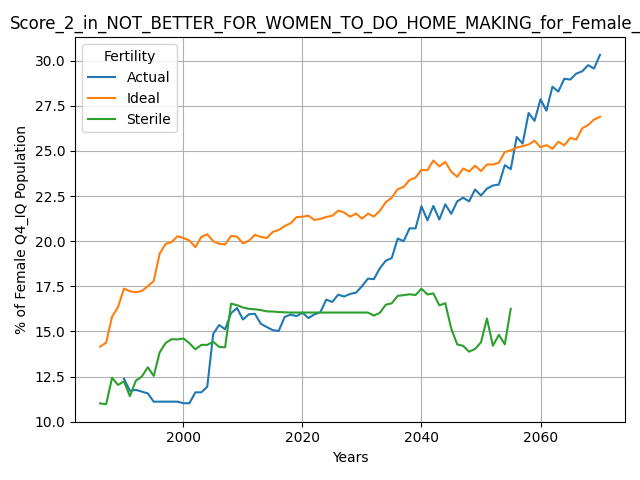 Score_2_in_NOT_BETTER_FOR_WOMEN_TO_DO_HOME_MAKING_for_Female_
Fertility
Actual
Ideal
Sterile
% of Female Q4_IQ Population
30.0
27.5
25.0
22.5
20.0
17.5
15.0
12.5
10.0
2000
2020
2040
2060
Years